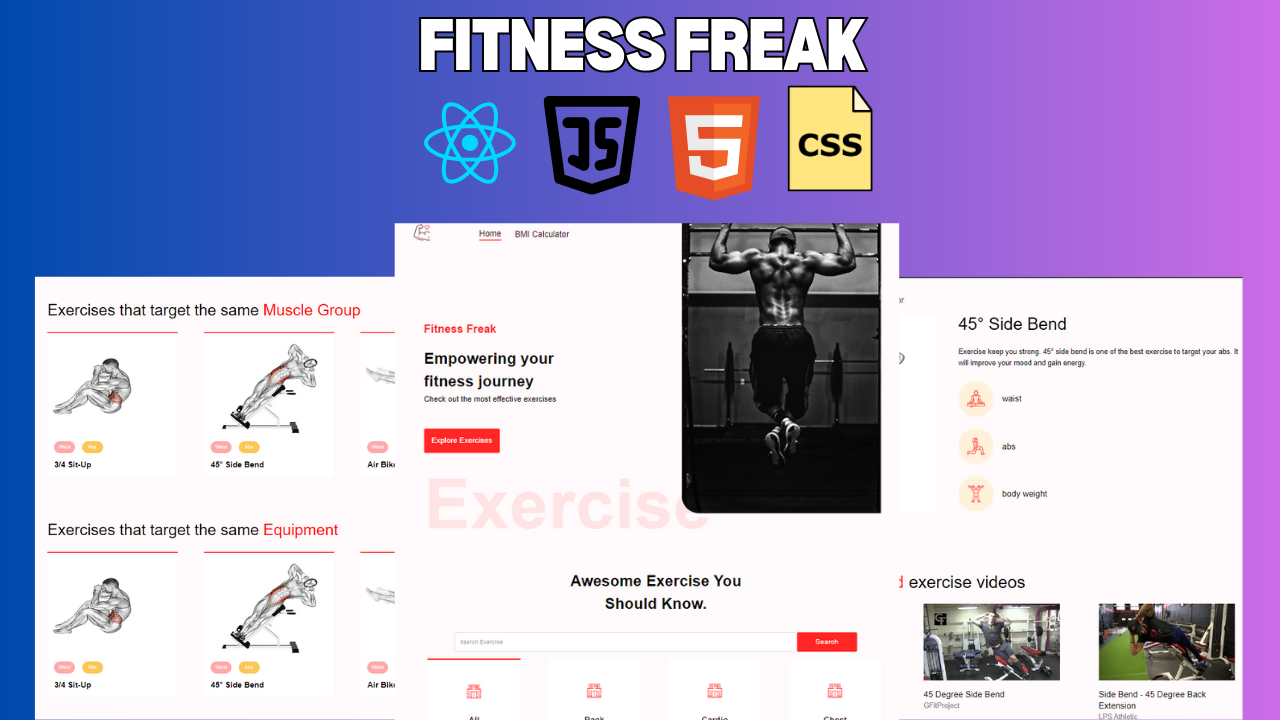 FITNESS FREAK
JS
5
CSS
Home
BMI Calculator
Fitness Freak
Empowering your
fitness journey
Check out the most effective exercises
Explore Exercises
Exercise
Awesome Exercise You
Should Know.
Search Exercise
Search
All
Back
Cardio
Chest
Exercises that target the same Muscle Group
Waist
Abs
3/4 Sit-Up
Waist
Abs
45° Side Bend
Waist
Air Bike
Exercises that target the same Equipment
Waist
Abs
3/4 Sit-Up
Waist
Abs
45° Side Bend
Waist
Air Bike
or
45° Side Bend
Exercise keep you strong. 45° side bend is one of the best exercise to target your abs. It
will improve your mood and gain energy.
waist
abs
body weight
d exercise videos
45 Degree Side Bend
GFitProject
Side Bend - 45 Degree Back
Extension
LPS Athletic